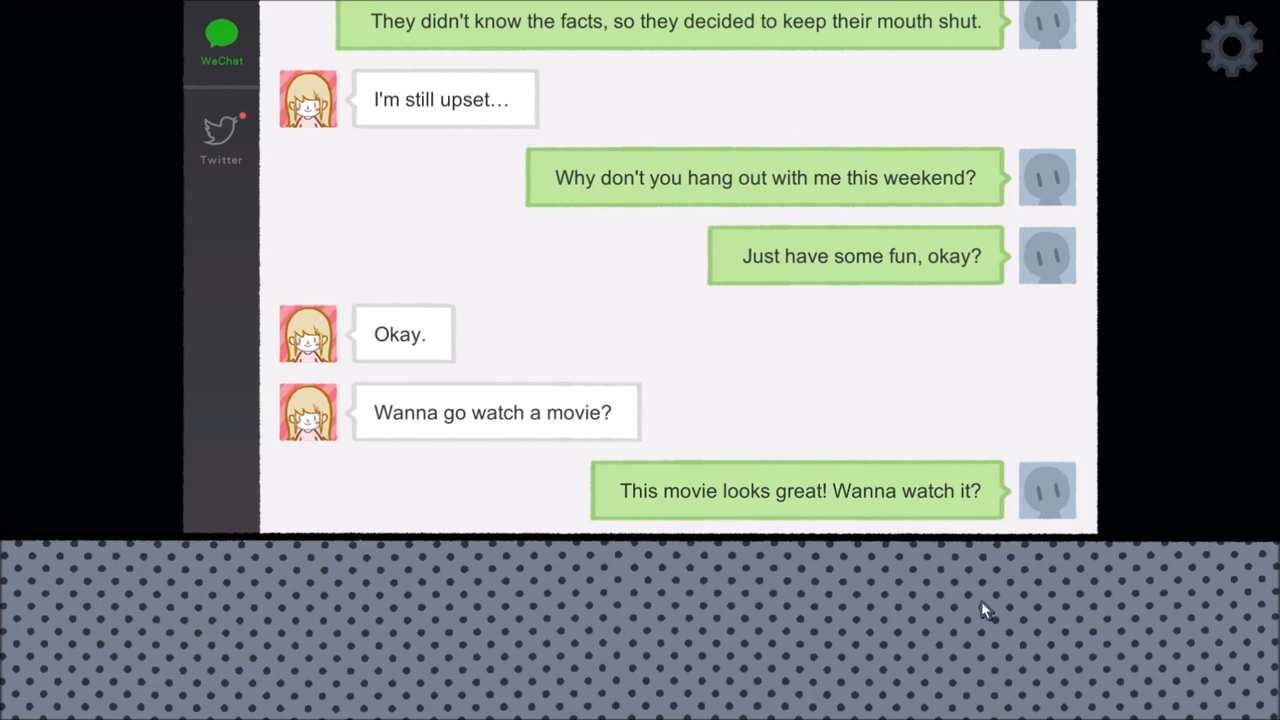 They didn't know the facts, so they decided to keep their mouth shut.
WeChat
I'm still upset…
Twitter
Why don't you hang out with me this weekend?
Just have some fun, okay?
Okay.
Wanna go watch a movie?
This movie looks great! Wanna watch it?